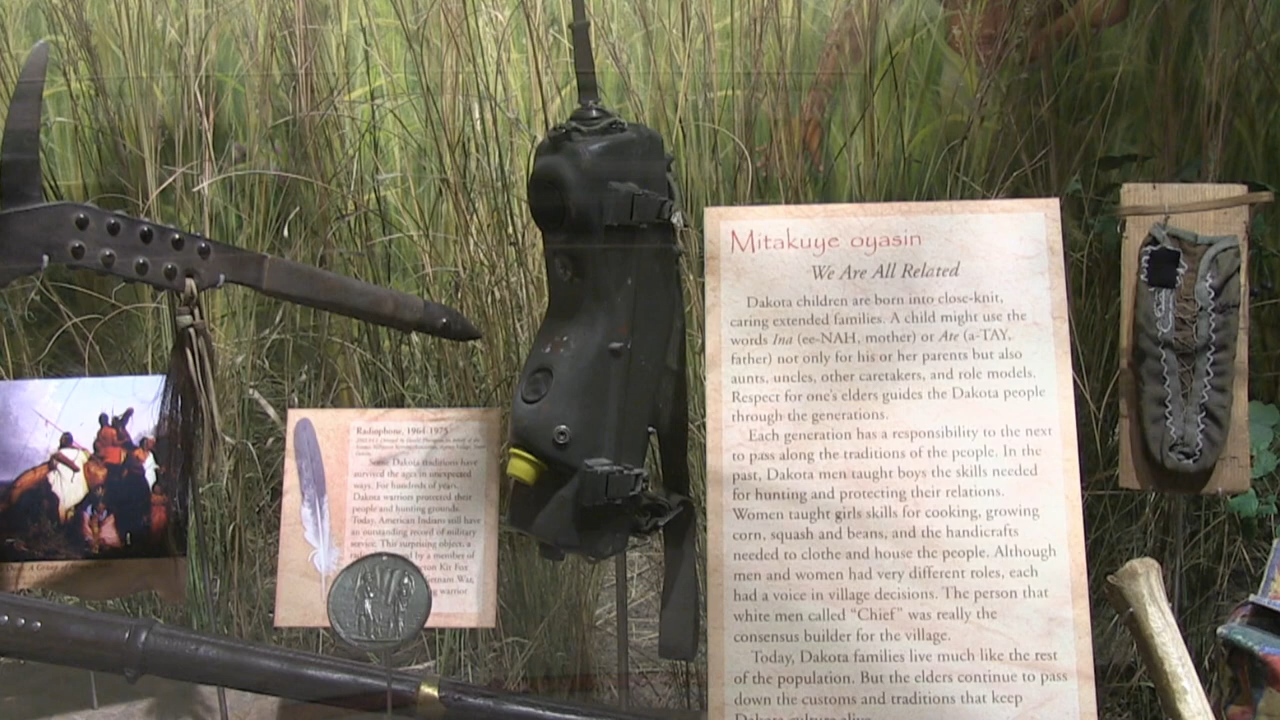 Radiophone, 1964-1975
Some Dakota traditions have
survived the ages in unexpected
ways. For hundreds of years,
Dakota warriors protected their
people and hunting grounds.
Today, American Indians still have
an outstanding record of military
service. This surprising object, a
by a member of
Kit Fox
Vietnam War,
warrior
Mitakuye oyasin
We Are All Related
Dakota children are born into close-knit,
caring extended families. A child might use the
words Ina (ee-NAH, mother) or Ate (a-TAY,
father) not only for his or her parents but also
aunts, uncles, other caretakers, and role models.
Respect for one's elders guides the Dakota people
through the generations.
Each generation has a responsibility to the next
to pass along the traditions of the people. In the
past, Dakota men taught boys the skills needed
for hunting and protecting their relations.
Women taught girls skills for cooking, growing
corn, squash and beans, and the handicrafts
needed to clothe and house the people. Although
men and women had very different roles, each
had a voice in village decisions. The person that
white men called “Chief” was really the
consensus builder for the village.
Today, Dakota families live much like the rest
of the population. But the elders continue to pass
down the customs and traditions that keep
Dakota culture alive.